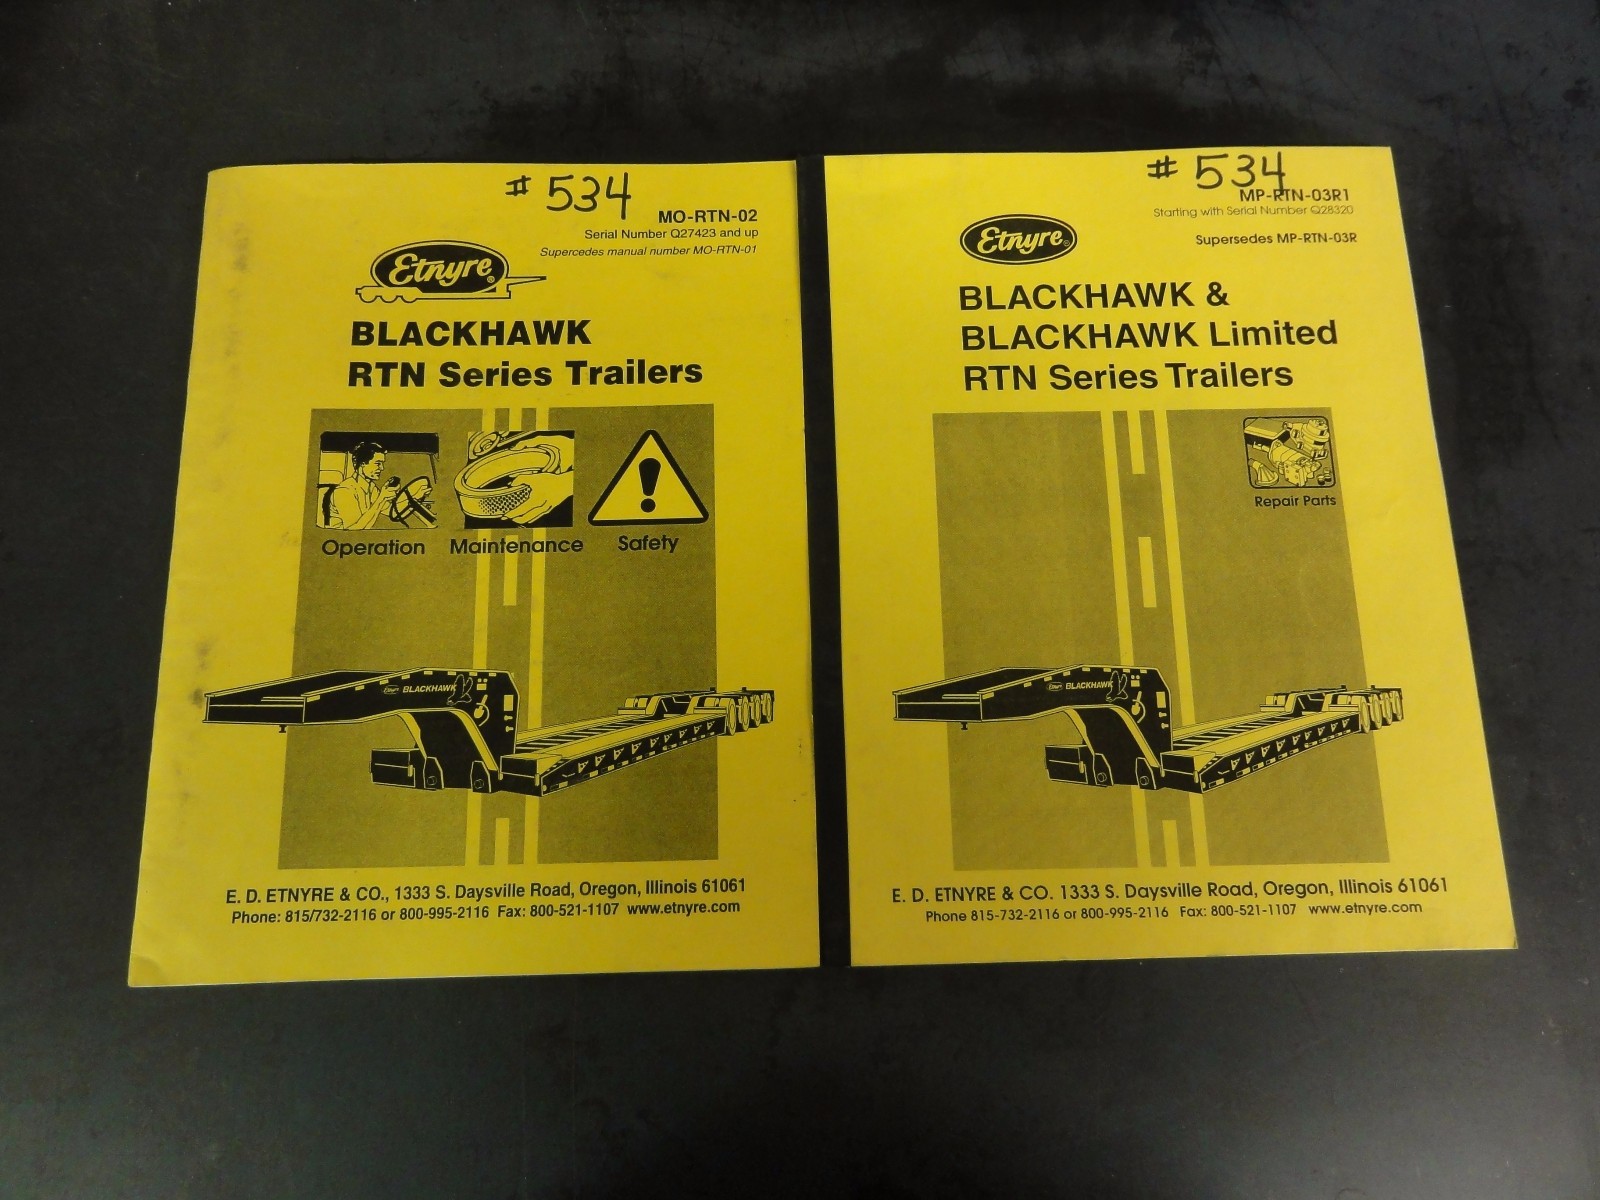 # 534
MO-RTN-02
Serial Number Q27423 and up
Supercedes manual number MO-RTN-01
Etnyre®
BLACKHAWK
RTN Series Trailers
Operation Maintenance Safety
Etnyre BLACKHAWK
E. D. ETNYRE & CO., 1333 S. Daysville Road, Oregon, Illinois 61061
Phone: 815/732-2116 or 800-995-2116 Fax: 800-521-1107 www.etnyre.com
# 534
MP-RTN-03R1
Starting with Serial Number Q28320
Supersedes MP-RTN-03R
Etnyre®
BLACKHAWK &
BLACKHAWK Limited
RTN Series Trailers
Repair Parts
Etnyre BLACKHAWK
E. D. ETNYRE & CO. 1333 S. Daysville Road, Oregon, Illinois 61061
Phone 815-732-2116 or 800-995-2116 Fax: 800-521-1107 www.etnyre.com